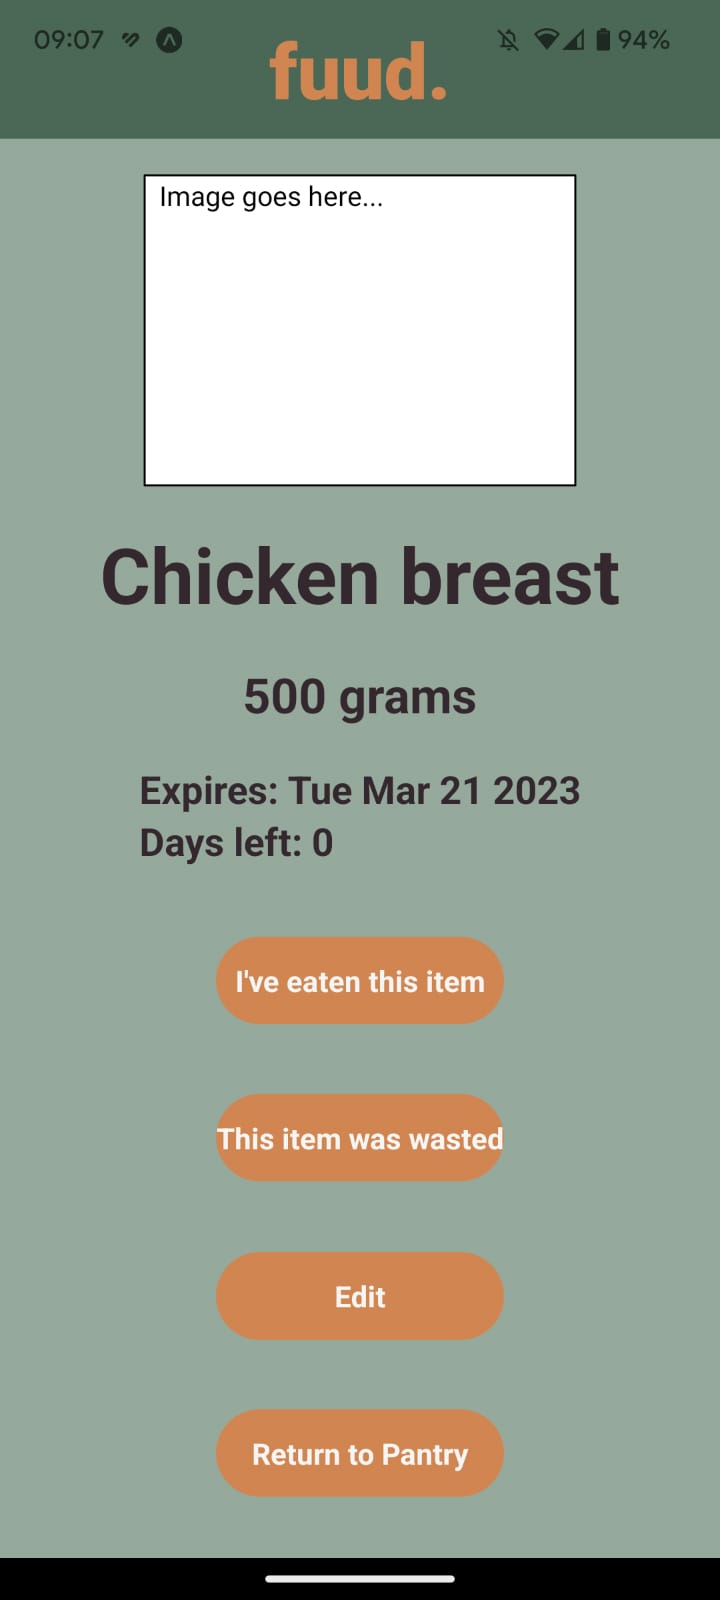 09:07 94%
fuud.
Image goes here...
Chicken breast
500 grams
Expires: Tue Mar 21 2023
Days left: 0
I've eaten this item
This item was wasted
Edit
Return to Pantry